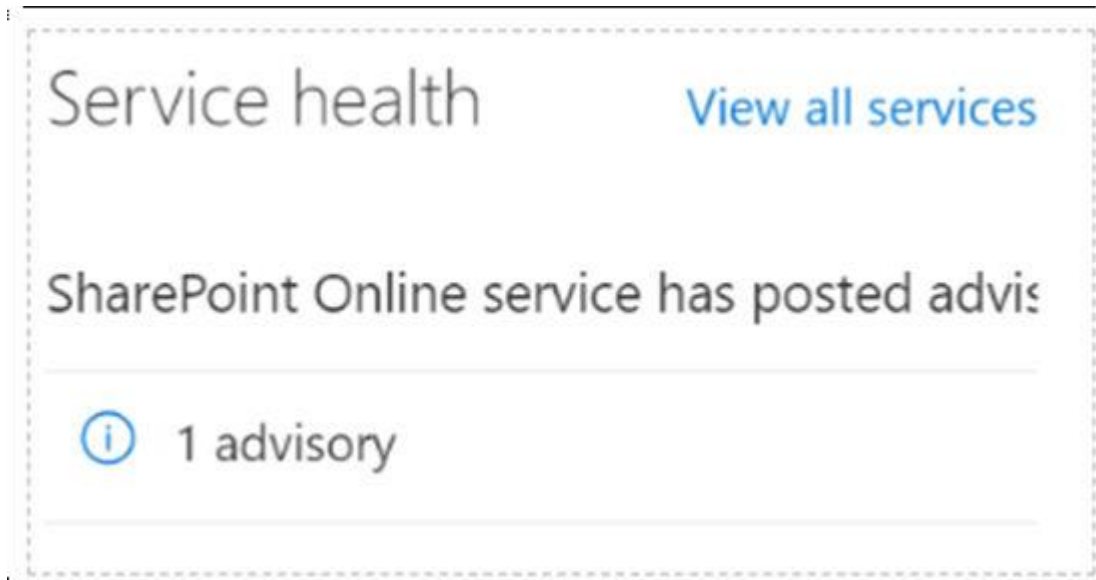 Service health
View all services
SharePoint Online service has posted advis
1 advisory